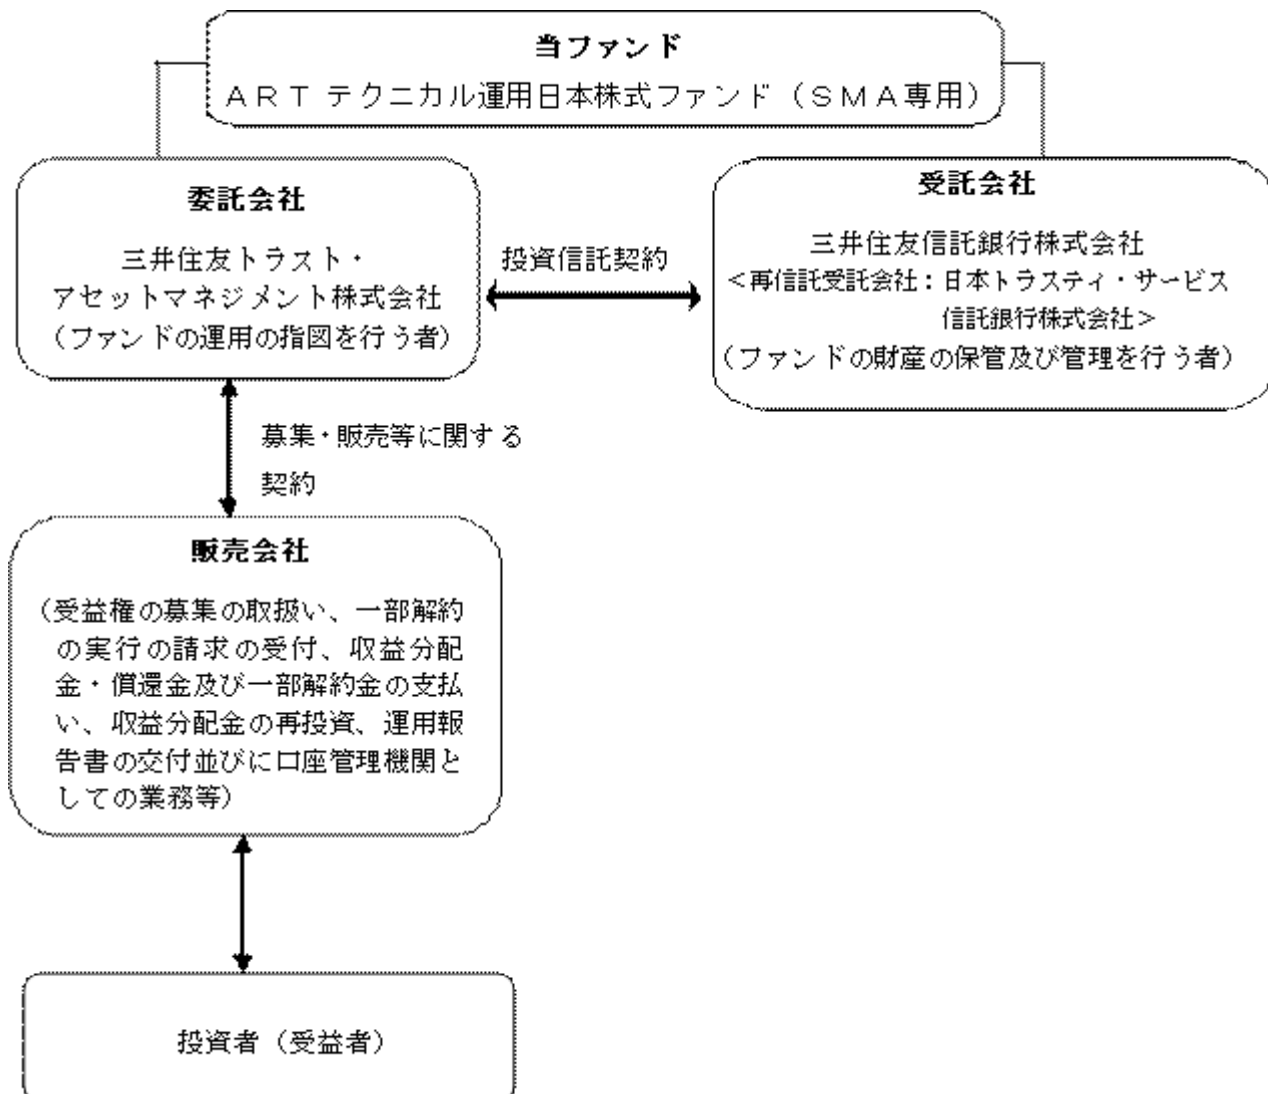 当ファンド
ＡＲＴ テクニカル運用日本株式ファンド（ＳＭＡ専用）
委託会社
三井住友トラスト・
アセットマネジメント株式会社
（ファンドの運用の指図を行う者）
投資信託契約
受託会社
三井住友信託銀行株式会社
＜再信託受託会社：日本トラスティ・サービス
信託銀行株式会社＞
（ファンドの財産の保管及び管理を行う者）
募集・販売等に関する
契約
販売会社
（受益権の募集の取扱い、一部解約
の実行の請求の受付、収益分配
金・償還金及び一部解約金の支払
い、収益分配金の再投資、運用報
告書の交付並びに口座管理機関と
しての業務等）
投資者（受益者）